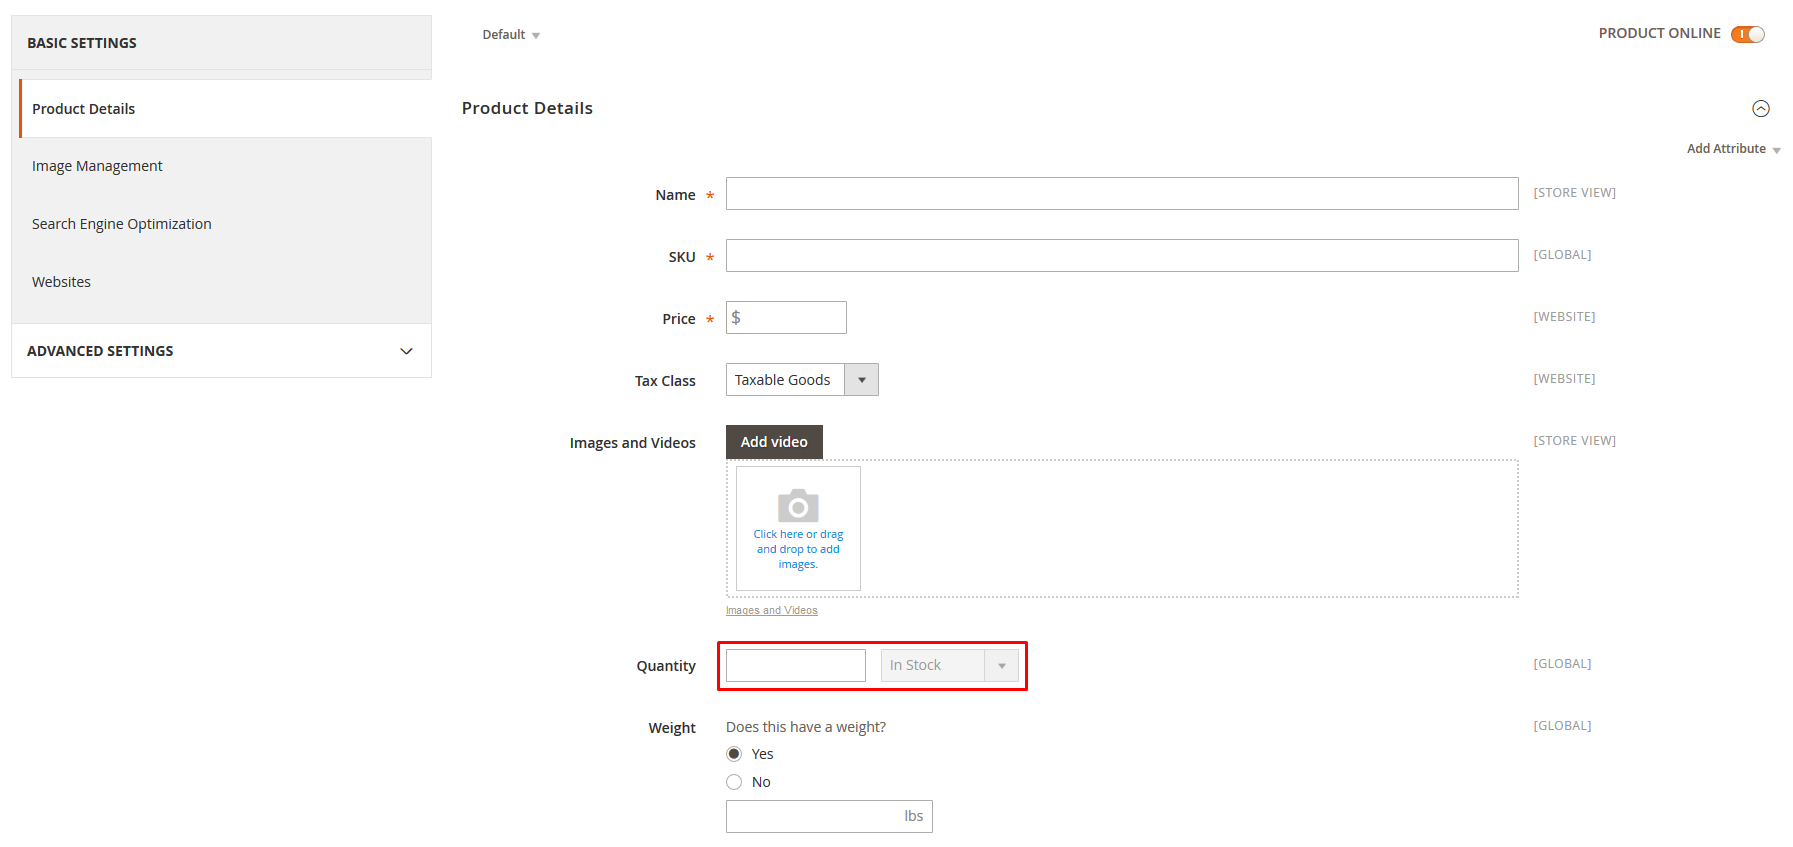 BASIC SETTINGS
Product Details
Image Management
Search Engine Optimization
Websites
ADVANCED SETTINGS
Default
PRODUCT ONLINE
Product Details
Add Attribute
Name *
[STORE VIEW]
SKU *
[GLOBAL]
Price *
$
[WEBSITE]
Tax Class
Taxable Goods
[WEBSITE]
Images and Videos
Add video
[STORE VIEW]
Click here or drag
and drop to add
images.
Images and Videos
Quantity
In Stock
[GLOBAL]
Weight
Does this have a weight?
[GLOBAL]
Yes
No
lbs